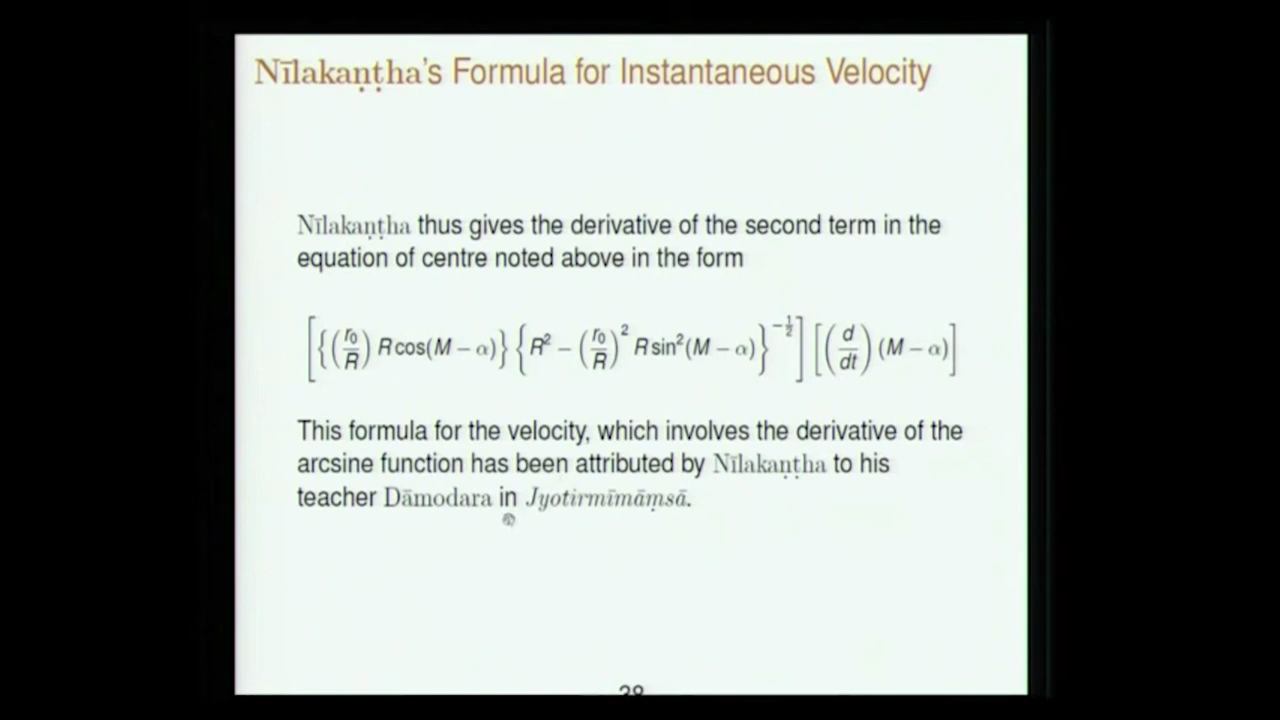 Nīlakaṇṭha's Formula for Instantaneous Velocity
Nīlakaṇṭha thus gives the derivative of the second term in the
equation of centre noted above in the form
[{(r₀/R) R cos(M − α)} {R² − (r₀/R)² R sin²(M − α)}^(−1/2)] [(d/dt) (M − α)]
This formula for the velocity, which involves the derivative of the
arcsine function has been attributed by Nīlakaṇṭha to his
teacher Dāmodara in Jyotirmīmāṃsā.